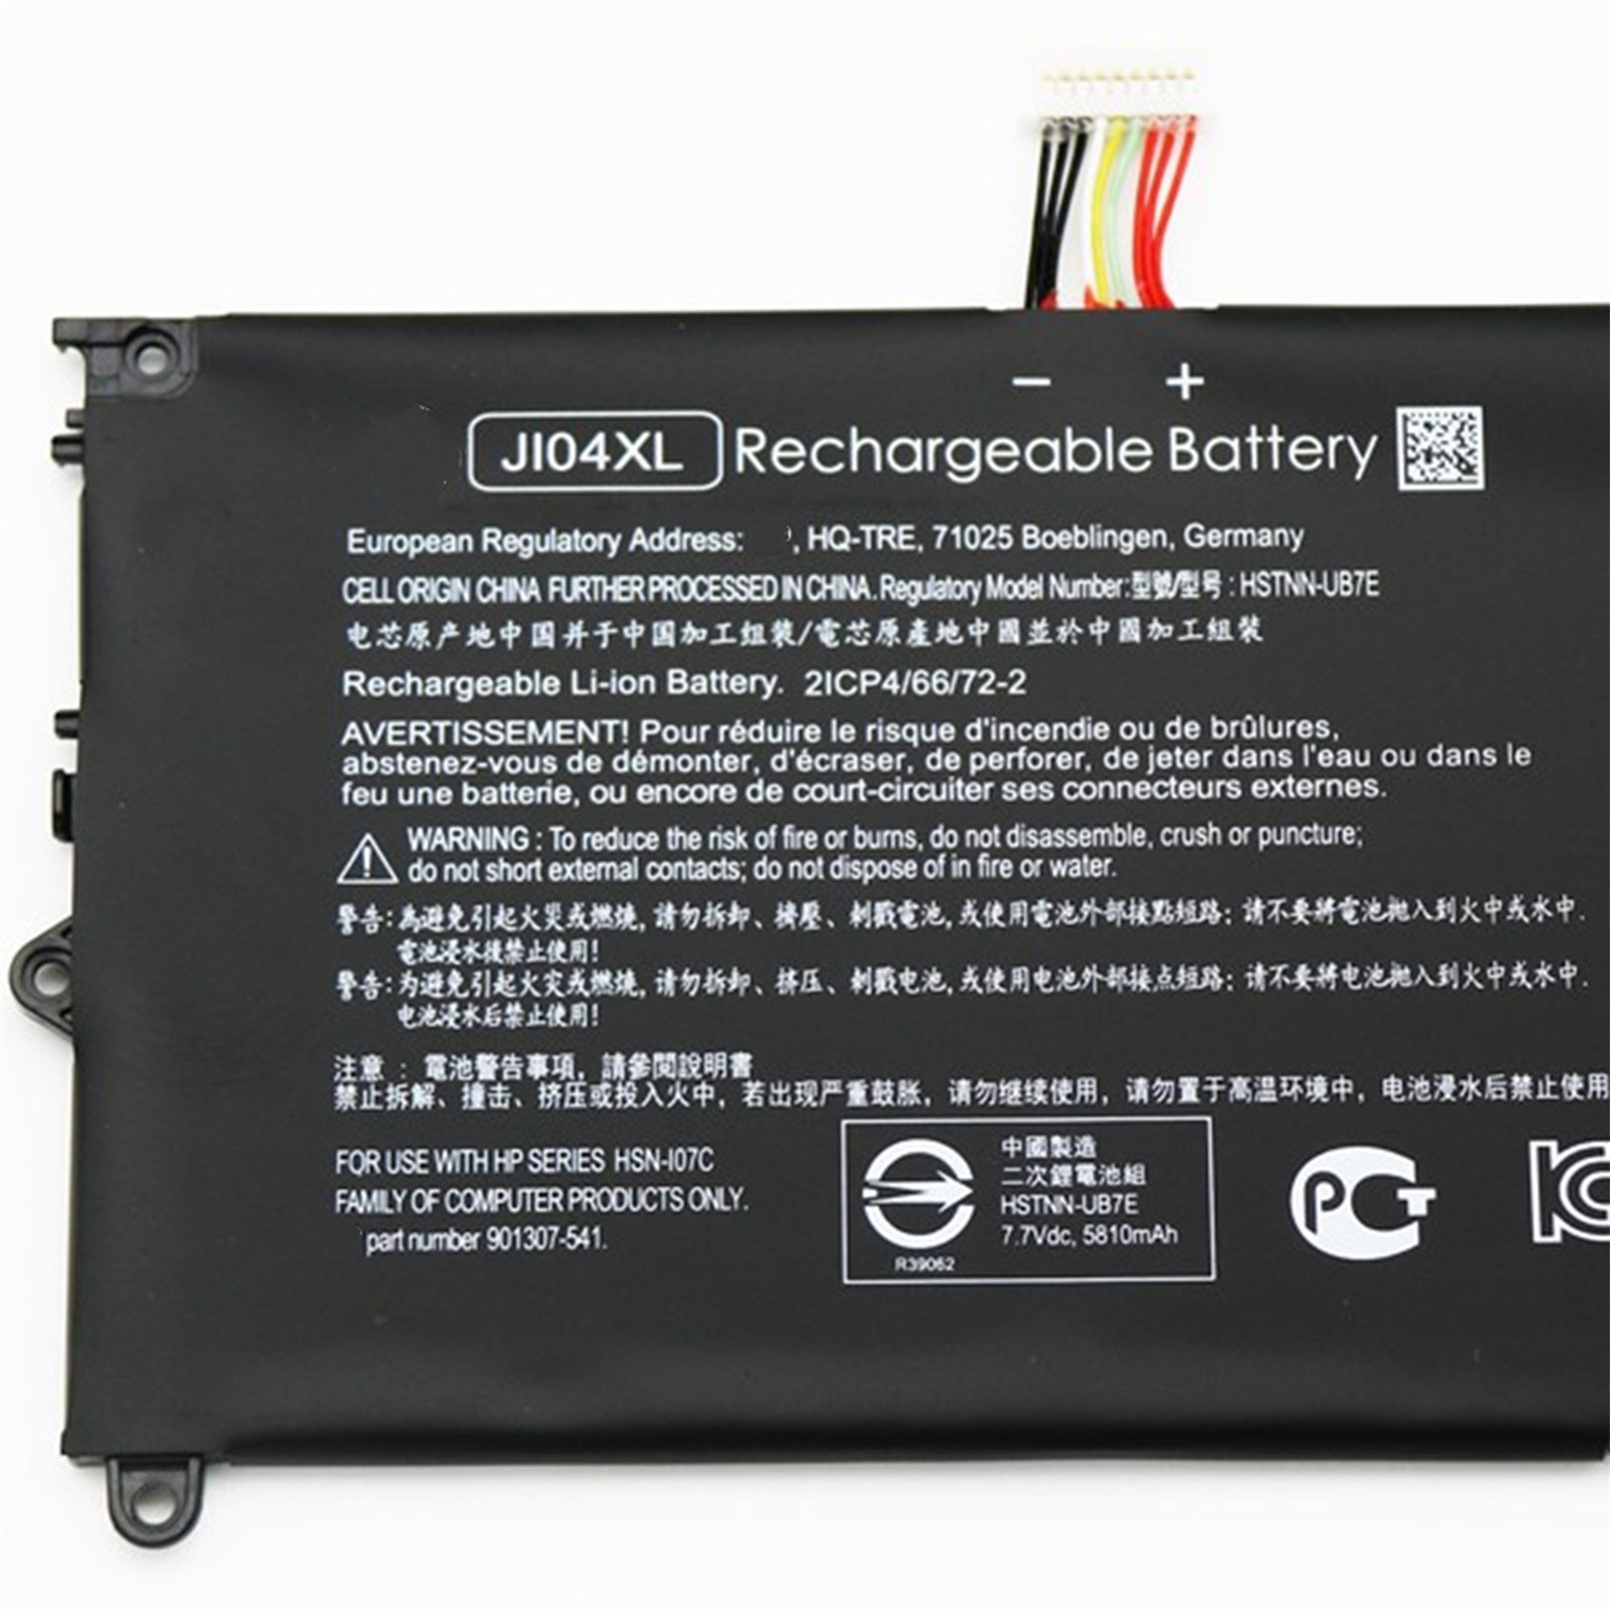 − +
JI04XL Rechargeable Battery
European Regulatory Address: , HQ-TRE, 71025 Boeblingen, Germany
CELL ORIGIN CHINA FURTHER PROCESSED IN CHINA. Regulatory Model Number:型號/型号 : HSTNN-UB7E
电芯原产地中国并于中国加工组装/電芯原產地中國並於中國加工組裝
Rechargeable Li-ion Battery. 2ICP4/66/72-2
AVERTISSEMENT! Pour réduire le risque d'incendie ou de brûlures,
abstenez-vous de démonter, d'écraser, de perforer, de jeter dans l'eau ou dans le
feu une batterie, ou encore de court-circuiter ses connecteurs externes.
WARNING : To reduce the risk of fire or burns, do not disassemble, crush or puncture;
do not short external contacts; do not dispose of in fire or water.
警告:為避免引起火災或燃燒, 請勿拆卸、擠壓、刺戳電池, 或使用電池外部接點短路; 請不要將電池拋入到火中或水中.
電池浸水後禁止使用!
警告:为避免引起火灾或燃烧, 请勿拆卸、挤压、刺戳电池, 或使用电池外部接点短路; 请不要將电池抛入到火中或水中.
电池浸水后禁止使用!
注意 : 電池警告事項, 請參閱說明書
禁止拆解、撞击、挤压或投入火中, 若出现严重鼓胀, 请勿继续使用, 请勿置于高温环境中, 电池浸水后禁止使用
FOR USE WITH HP SERIES HSN-I07C
FAMILY OF COMPUTER PRODUCTS ONLY.
part number 901307-541.
中國製造
二次鋰電池組
HSTNN-UB7E
7.7Vdc, 5810mAh
R39062
PCT
KC